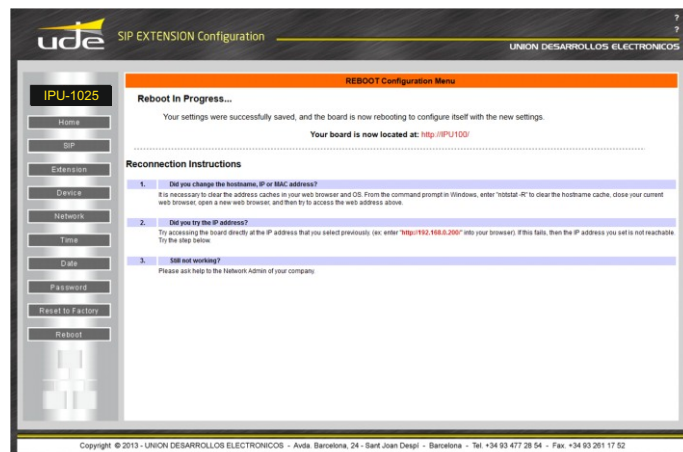 ude
SIP EXTENSION Configuration
?
?
UNION DESARROLLOS ELECTRONICOS
IPU-1025
Home
SIP
Extension
Device
Network
Time
Date
Password
Reset to Factory
Reboot
REBOOT Configuration Menu
Reboot In Progress...
Your settings were successfully saved, and the board is now rebooting to configure itself with the new settings.
Your board is now located at: http://IPU100/
Reconnection Instructions
1. Did you change the hostname, IP or MAC address?
It is necessary to clear the address caches in your web browser and OS. From the command prompt in Windows, enter "nbtstat -R" to clear the hostname cache, close your current
web browser, open a new web browser, and then try to access the web address above.
2. Did you try the IP address?
Try accessing the board directly at the IP address that you select previously. (ex: enter "http://192.168.0.200/" into your browser). If this fails, then the IP address you set is not reachable.
Try the step below.
3. Still not working?
Please ask help to the Network Admin of your company.
Copyright © 2013 - UNION DESARROLLOS ELECTRONICOS - Avda. Barcelona, 24 - Sant Joan Despí - Barcelona - Tel. +34 93 477 28 54 - Fax. +34 93 261 17 52